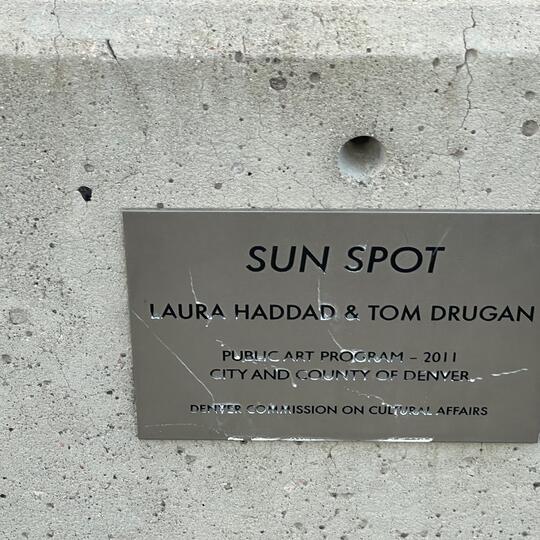 SUN SPOT
LAURA HADDAD & TOM DRUGAN
PUBLIC ART PROGRAM – 2011
CITY AND COUNTY OF DENVER
DENVER COMMISSION ON CULTURAL AFFAIRS